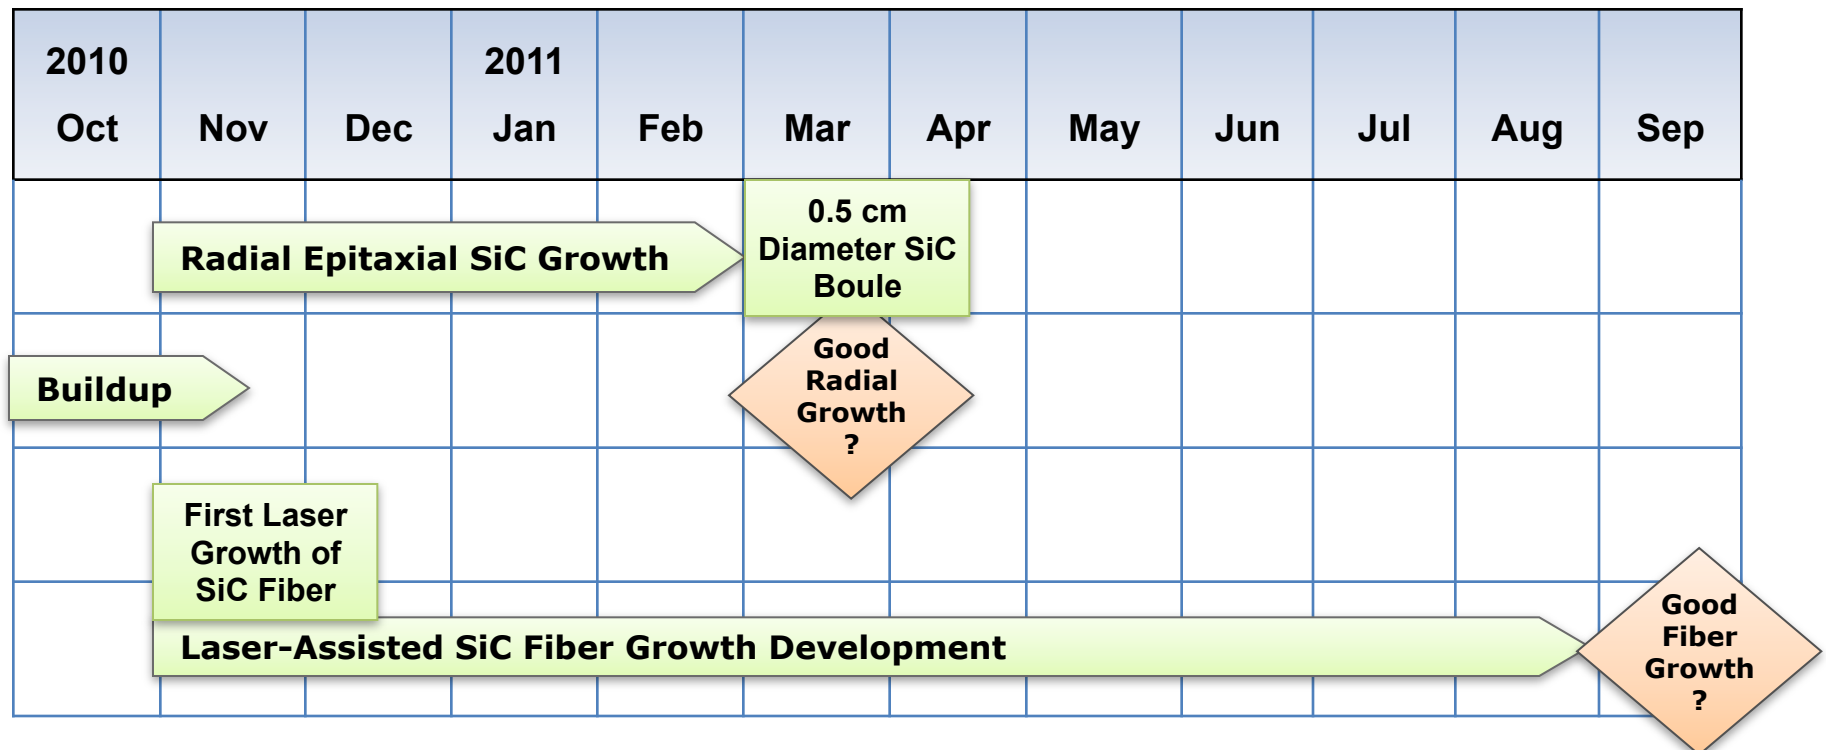 2010
2011
Oct Nov Dec Jan Feb Mar Apr May Jun Jul Aug Sep
Radial Epitaxial SiC Growth
0.5 cm
Diameter SiC
Boule
Buildup
Good
Radial
Growth
?
First Laser
Growth of
SiC Fiber
Laser-Assisted SiC Fiber Growth Development
Good
Fiber
Growth
?